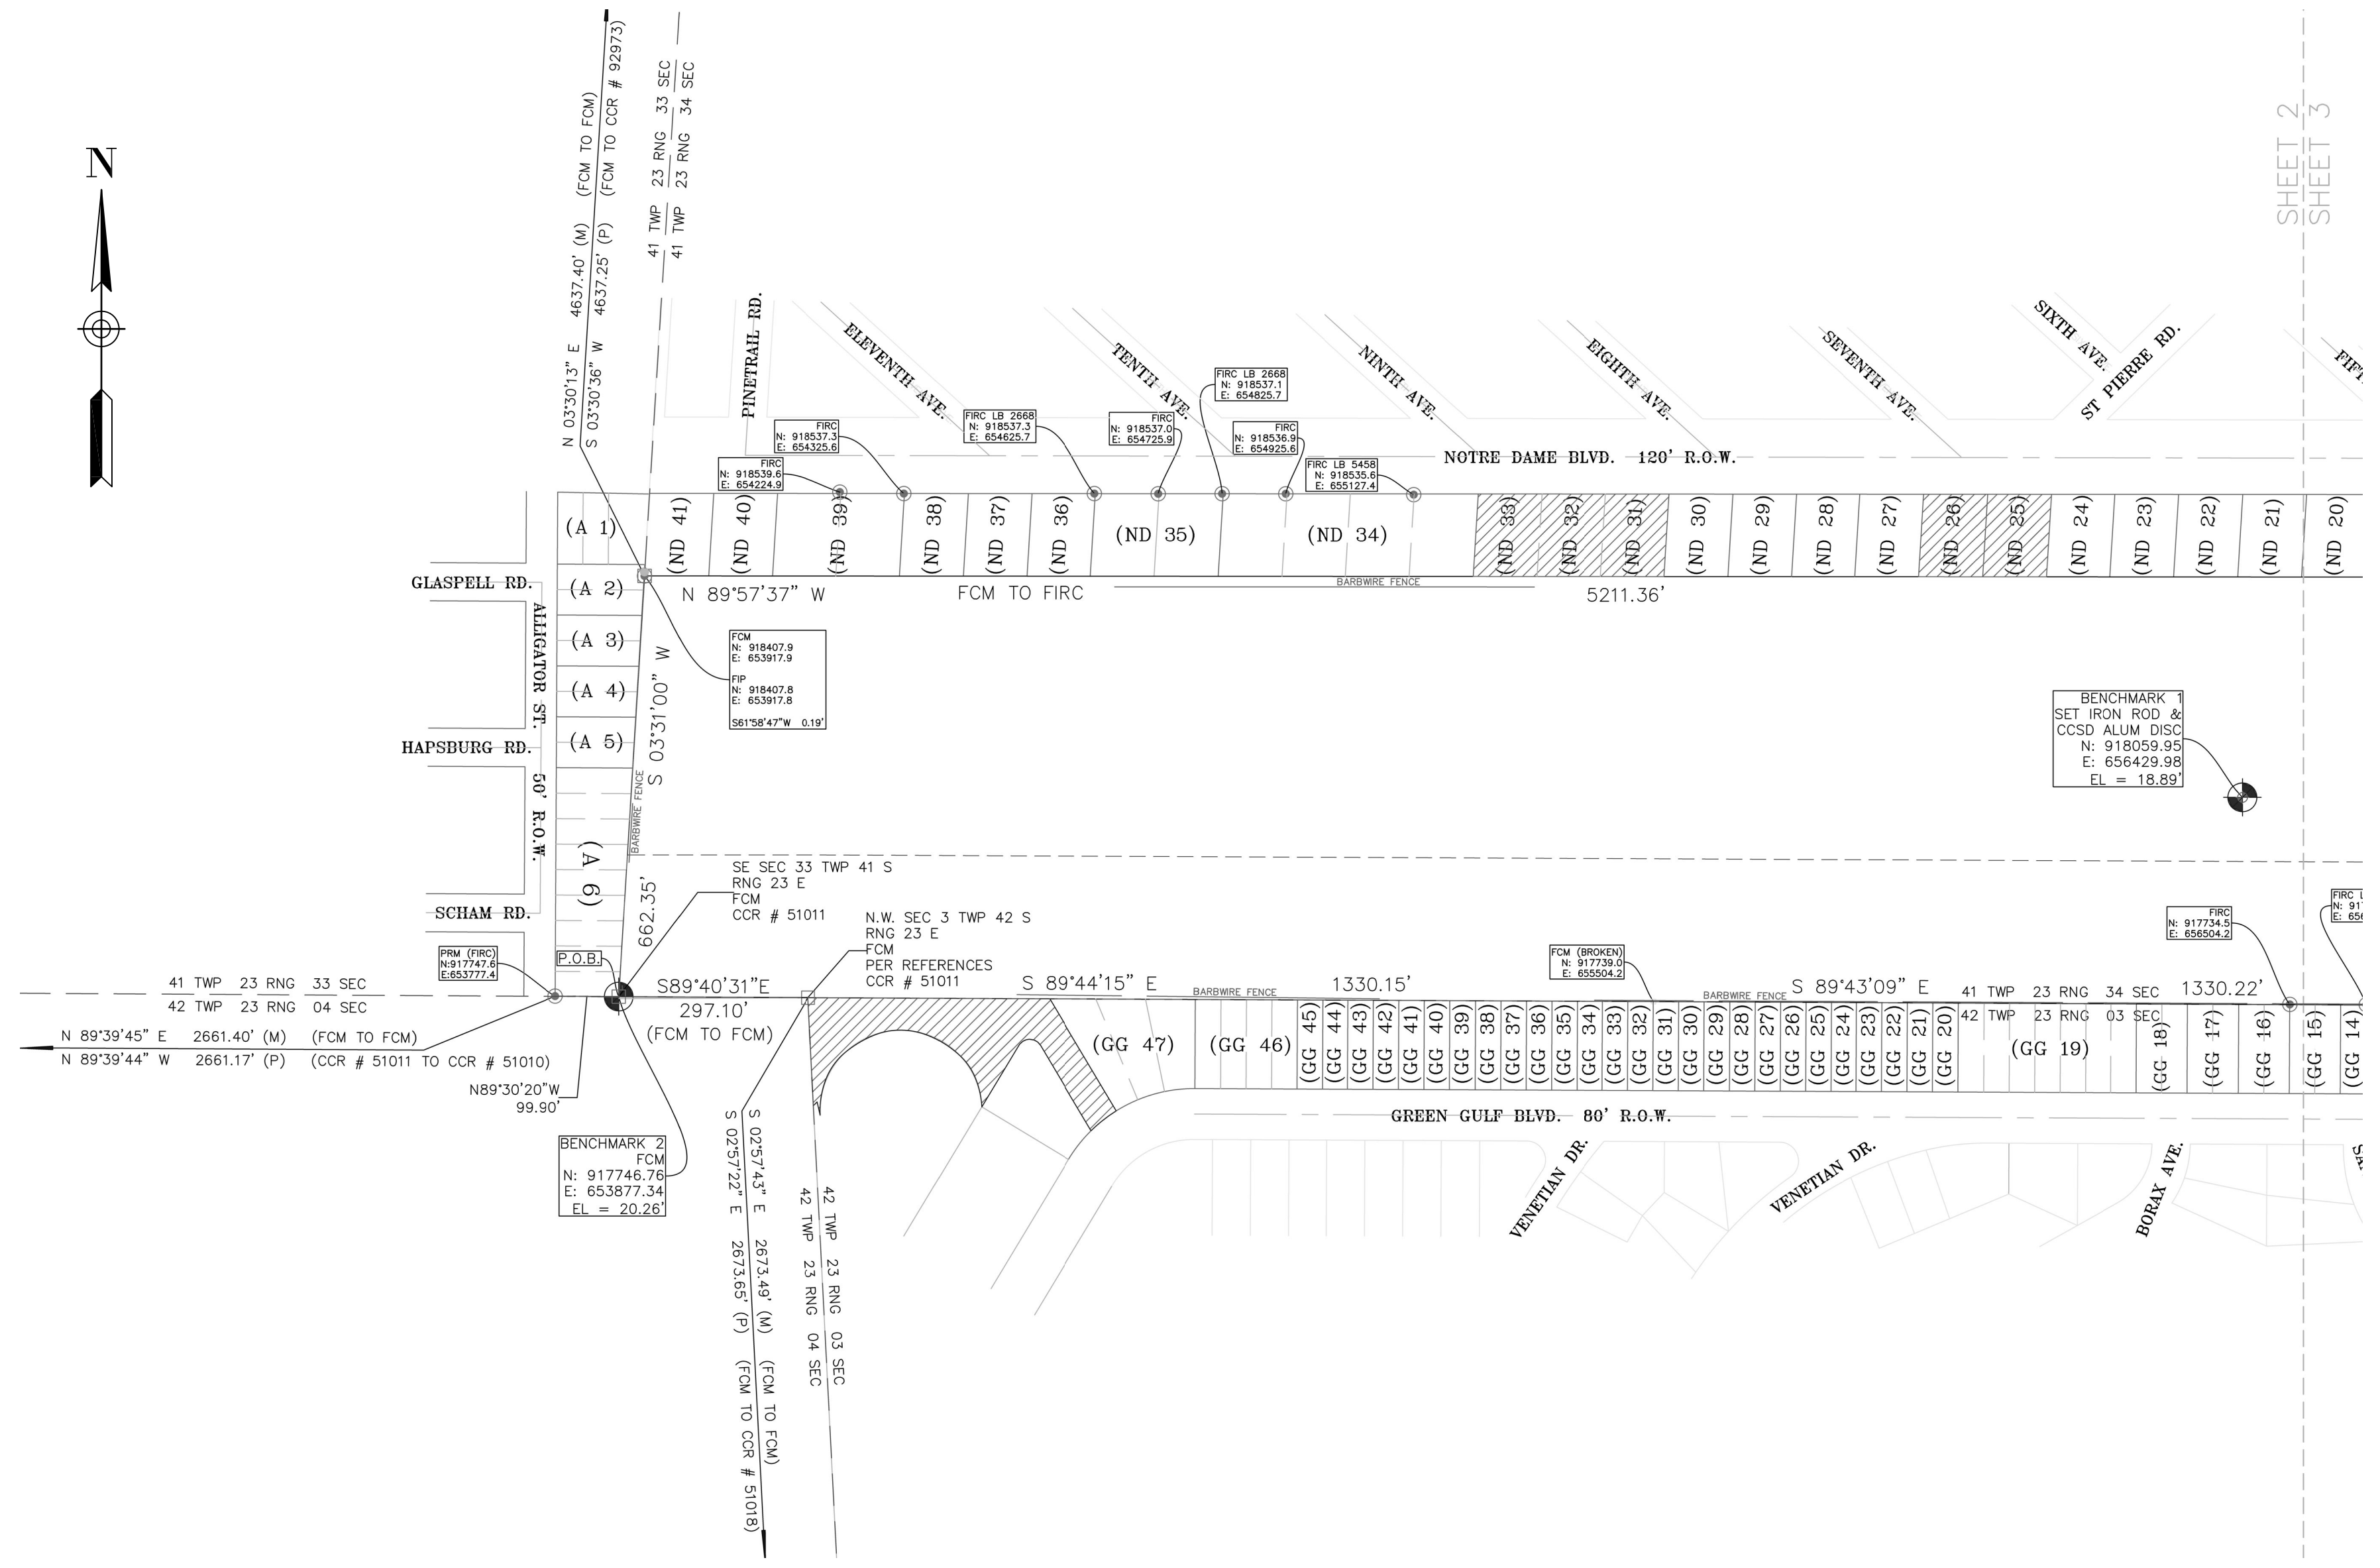 N
N 03°30'13" E 4637.40' (M) (FCM TO FCM)
S 03°30'36" W 4637.25' (P) (FCM TO CCR # 92973)
41 TWP 23 RNG 33 SEC
41 TWP 23 RNG 34 SEC
SHEET 2
SHEET 3
PINETRAIL RD.
ELEVENTH AVE.
TENTH AVE.
NINTH AVE.
EIGHTH AVE.
SEVENTH AVE.
SIXTH AVE.
ST PIERRE RD.
FIRC
N: 918539.6
E: 654224.9
FIRC
N: 918537.3
E: 654325.6
FIRC LB 2668
N: 918537.3
E: 654625.7
FIRC
N: 918537.0
E: 654725.9
FIRC LB 2668
N: 918537.1
E: 654825.7
FIRC
N: 918536.9
E: 654925.6
FIRC LB 5458
N: 918535.6
E: 655127.4
NOTRE DAME BLVD. 120' R.O.W.
(A 1)
(ND 41)
(ND 40)
(ND 39)
(ND 38)
(ND 37)
(ND 36)
(ND 35)
(ND 34)
(ND 33)
(ND 32)
(ND 31)
(ND 30)
(ND 29)
(ND 28)
(ND 27)
(ND 26)
(ND 25)
(ND 24)
(ND 23)
(ND 22)
(ND 21)
(ND 20)
GLASPELL RD.
(A 2)
N 89°57'37" W
FCM TO FIRC
BARBWIRE FENCE
5211.36'
ALLIGATOR ST. 50' R.O.W.
(A 3)
(A 4)
(A 5)
(A 6)
HAPSBURG RD.
SCHAM RD.
S 03°31'00" W
662.35'
BARBWIRE FENCE
FCM
N: 918407.9
E: 653917.9
FIP
N: 918407.8
E: 653917.8
S61°58'47"W 0.19'
BENCHMARK 1
SET IRON ROD &
CCSD ALUM DISC
N: 918059.95
E: 656429.98
EL = 18.89'
SE SEC 33 TWP 41 S
RNG 23 E
FCM
CCR # 51011
N.W. SEC 3 TWP 42 S
RNG 23 E
FCM
PER REFERENCES
CCR # 51011
PRM (FIRC)
N:917747.6
E:653777.4
P.O.B.
FCM (BROKEN)
N: 917739.0
E: 655504.2
FIRC
N: 917734.5
E: 656504.2
41 TWP 23 RNG 33 SEC
42 TWP 23 RNG 04 SEC
S89°40'31"E
297.10'
(FCM TO FCM)
S 89°44'15" E
BARBWIRE FENCE
1330.15'
BARBWIRE FENCE
S 89°43'09" E
41 TWP 23 RNG 34 SEC
42 TWP 23 RNG 03 SEC
1330.22'
N 89°39'45" E 2661.40' (M) (FCM TO FCM)
N 89°39'44" W 2661.17' (P) (CCR # 51011 TO CCR # 51010)
N89°30'20"W
99.90'
BENCHMARK 2
FCM
N: 917746.76
E: 653877.34
EL = 20.26'
(GG 47)
(GG 46)
(GG 45)
(GG 44)
(GG 43)
(GG 42)
(GG 41)
(GG 40)
(GG 39)
(GG 38)
(GG 37)
(GG 36)
(GG 35)
(GG 34)
(GG 33)
(GG 32)
(GG 31)
(GG 30)
(GG 29)
(GG 28)
(GG 27)
(GG 26)
(GG 25)
(GG 24)
(GG 23)
(GG 22)
(GG 21)
(GG 20)
(GG 19)
(GG 18)
(GG 17)
(GG 16)
(GG 15)
(GG 14)
GREEN GULF BLVD. 80' R.O.W.
VENETIAN DR.
VENETIAN DR.
BORAX AVE.
S 02°57'43" E 2673.49' (M) (FCM TO FCM)
S 02°57'22" E 2673.65' (P) (FCM TO CCR # 51018)
42 TWP 23 RNG 03 SEC
42 TWP 23 RNG 04 SEC